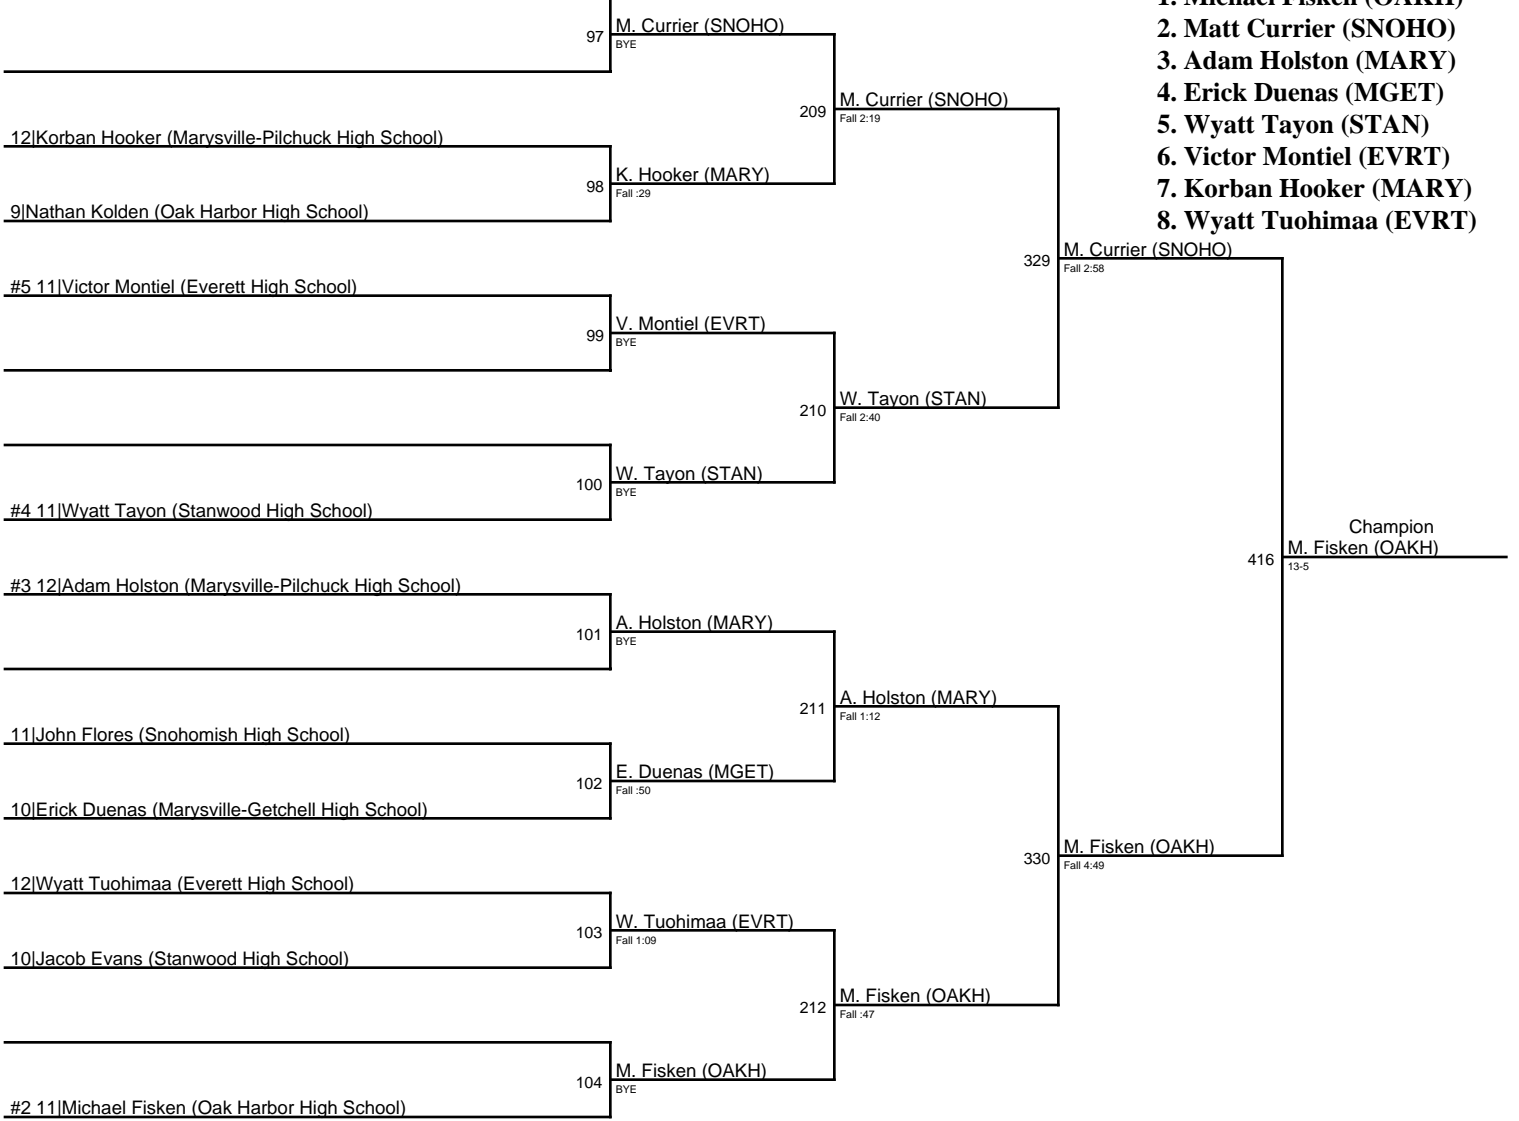 1. Michael Fisken (OAKH)
2. Matt Currier (SNOHO)
3. Adam Holston (MARY)
4. Erick Duenas (MGET)
5. Wyatt Tayon (STAN)
6. Victor Montiel (EVRT)
7. Korban Hooker (MARY)
8. Wyatt Tuohimaa (EVRT)
97
M. Currier (SNOHO)
BYE
12|Korban Hooker (Marysville-Pilchuck High School)
9|Nathan Kolden (Oak Harbor High School)
98
K. Hooker (MARY)
Fall :29
209
M. Currier (SNOHO)
Fall 2:19
#5 11|Victor Montiel (Everett High School)
99
V. Montiel (EVRT)
BYE
100
W. Tayon (STAN)
BYE
#4 11|Wyatt Tayon (Stanwood High School)
210
W. Tayon (STAN)
Fall 2:40
329
M. Currier (SNOHO)
Fall 2:58
#3 12|Adam Holston (Marysville-Pilchuck High School)
101
A. Holston (MARY)
BYE
11|John Flores (Snohomish High School)
10|Erick Duenas (Marysville-Getchell High School)
102
E. Duenas (MGET)
Fall :50
211
A. Holston (MARY)
Fall 1:12
12|Wyatt Tuohimaa (Everett High School)
10|Jacob Evans (Stanwood High School)
103
W. Tuohimaa (EVRT)
Fall 1:09
104
M. Fisken (OAKH)
BYE
#2 11|Michael Fisken (Oak Harbor High School)
212
M. Fisken (OAKH)
Fall :47
330
M. Fisken (OAKH)
Fall 4:49
416
Champion
M. Fisken (OAKH)
13-5